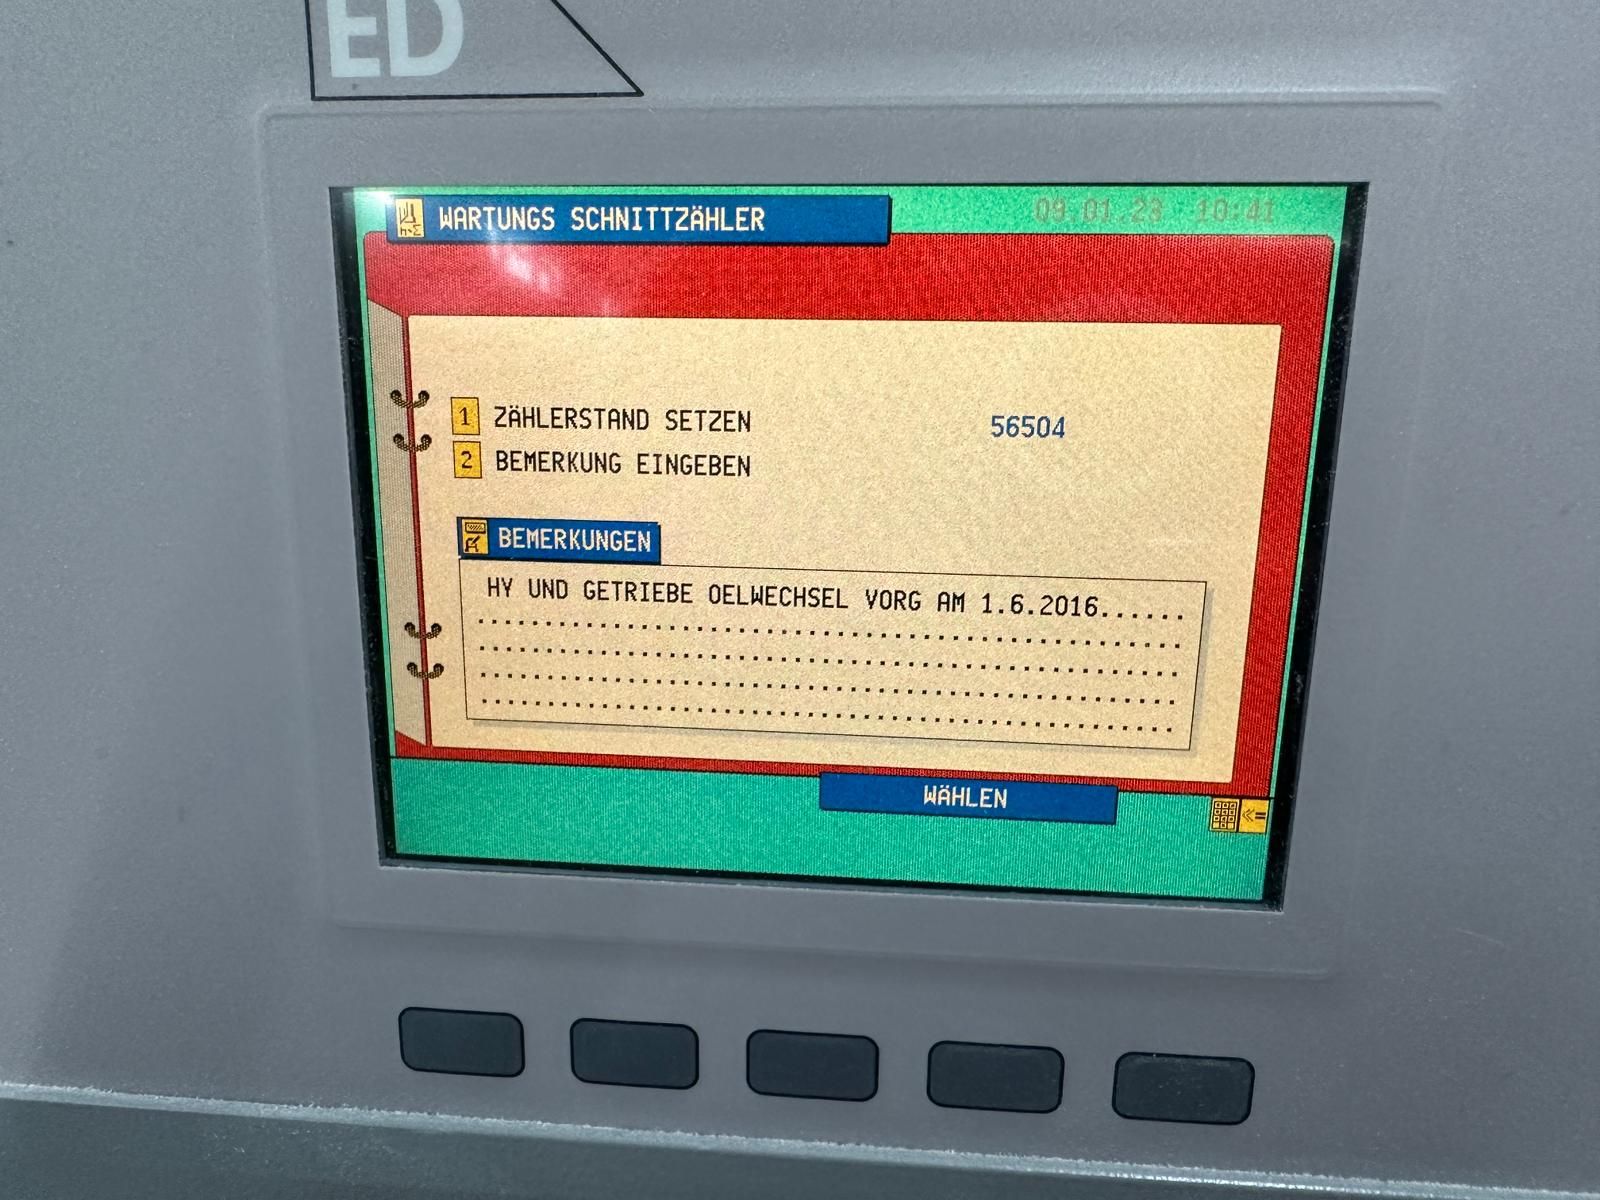 ED
WARTUNGS SCHNITTZÄHLER
09.01.23 10:41
1 ZÄHLERSTAND SETZEN 56504
2 BEMERKUNG EINGEBEN
BEMERKUNGEN
HY UND GETRIEBE OELWECHSEL VORG AM 1.6.2016......
WÄHLEN